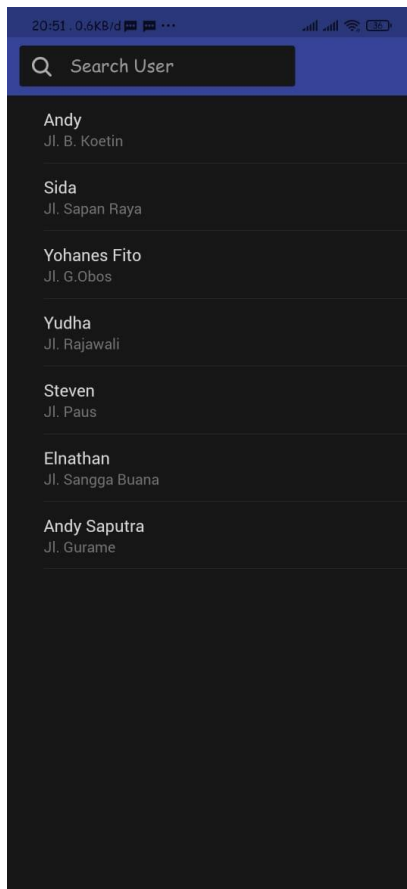 20:51 . 0.6KB/d ...
36
Search User
Andy
Jl. B. Koetin
Sida
Jl. Sapan Raya
Yohanes Fito
Jl. G.Obos
Yudha
Jl. Rajawali
Steven
Jl. Paus
Elnathan
Jl. Sangga Buana
Andy Saputra
Jl. Gurame